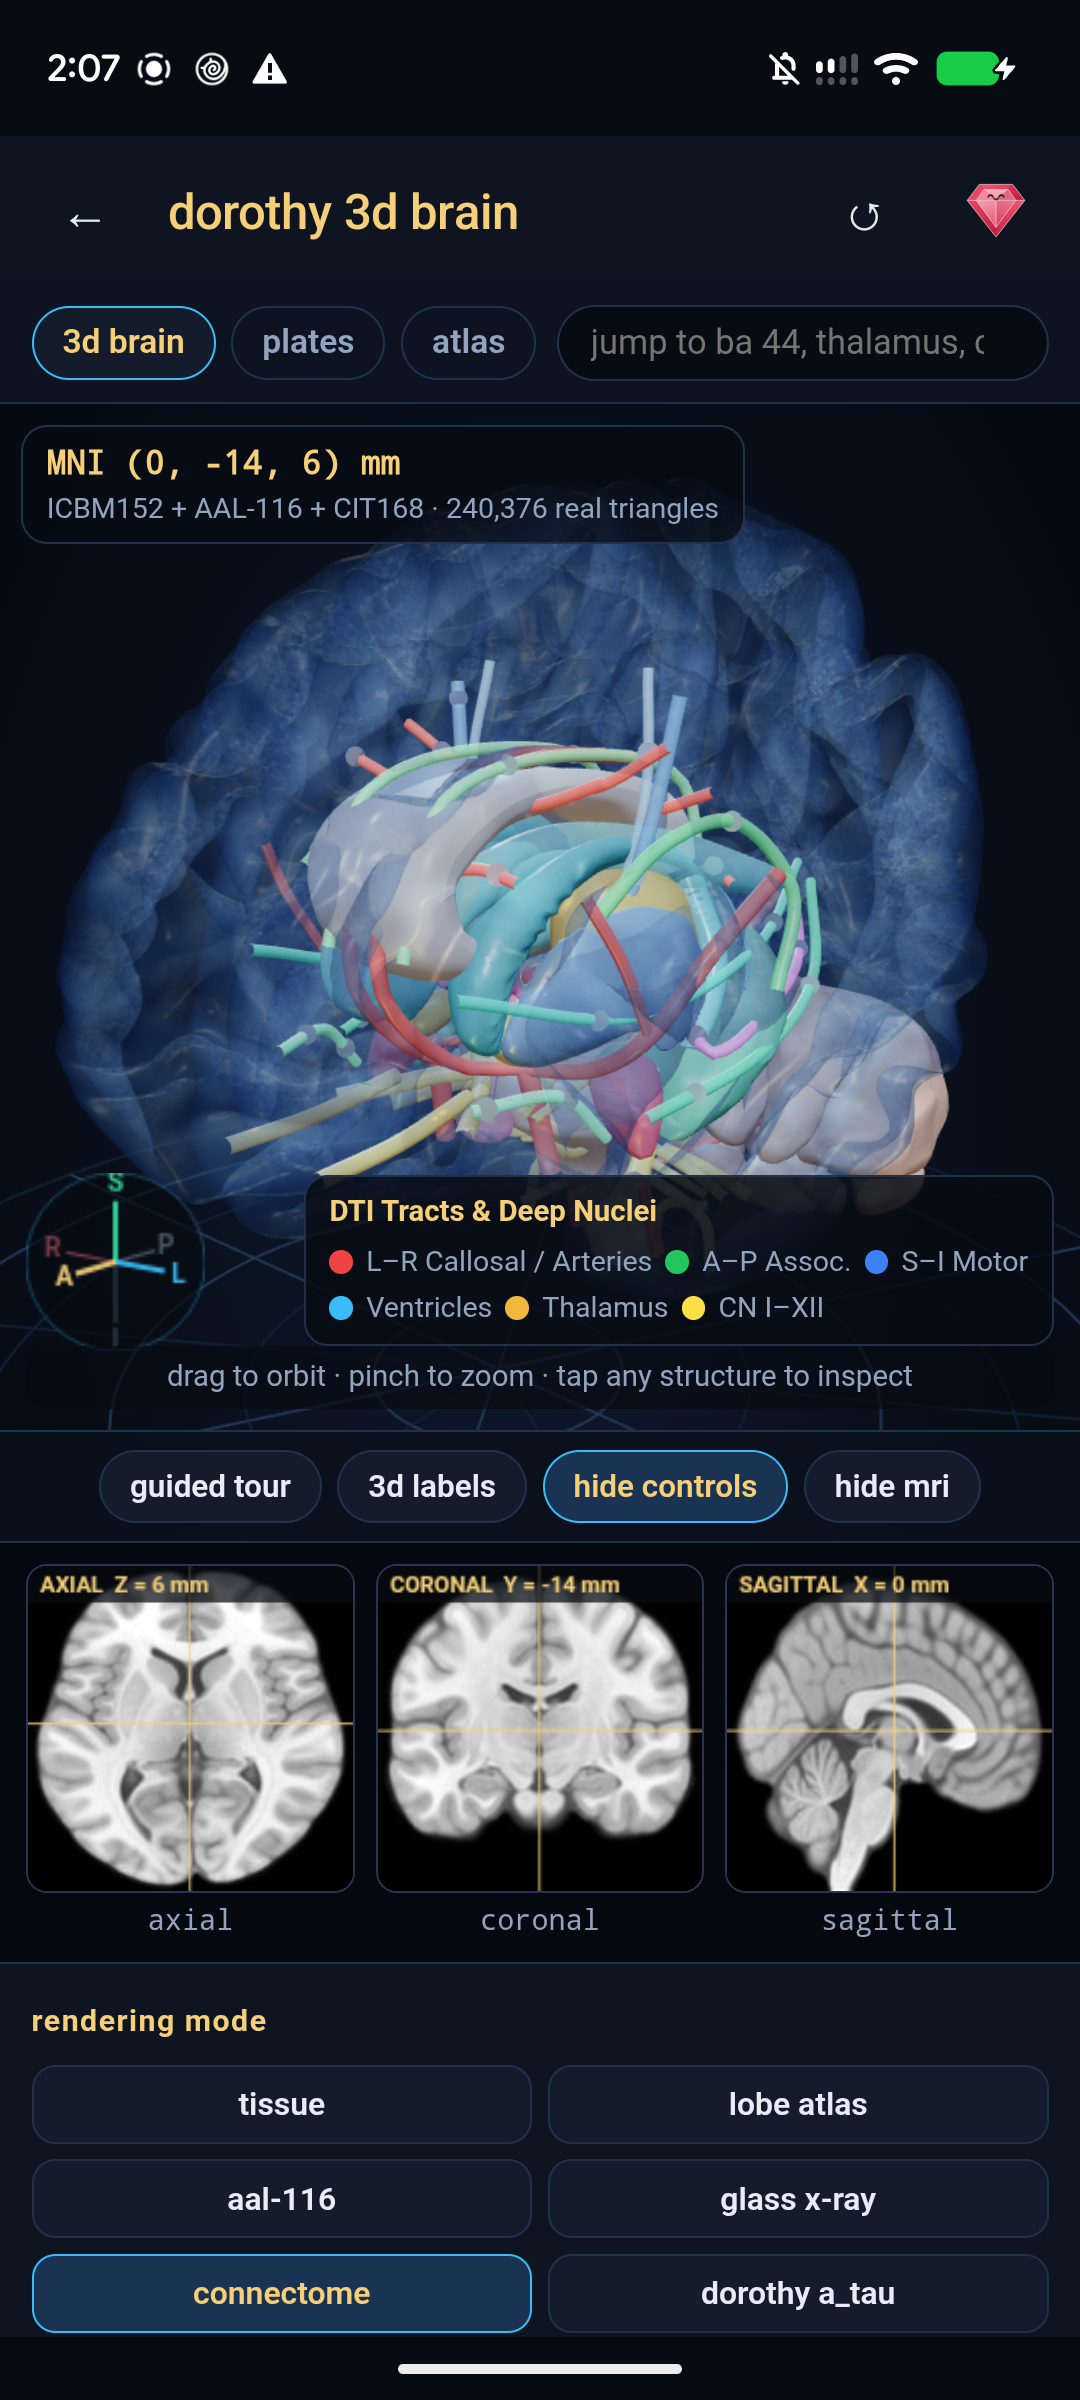 2:07
← dorothy 3d brain
3d brain plates atlas jump to ba 44, thalamus, c
MNI (0, -14, 6) mm
ICBM152 + AAL-116 + CIT168 · 240,376 real triangles
S
R P
A L
I
DTI Tracts & Deep Nuclei
L–R Callosal / Arteries A–P Assoc. S–I Motor
Ventricles Thalamus CN I–XII
drag to orbit · pinch to zoom · tap any structure to inspect
guided tour 3d labels hide controls hide mri
AXIAL Z = 6 mm CORONAL Y = -14 mm SAGITTAL X = 0 mm
axial coronal sagittal
rendering mode
tissue lobe atlas
aal-116 glass x-ray
connectome dorothy a_tau